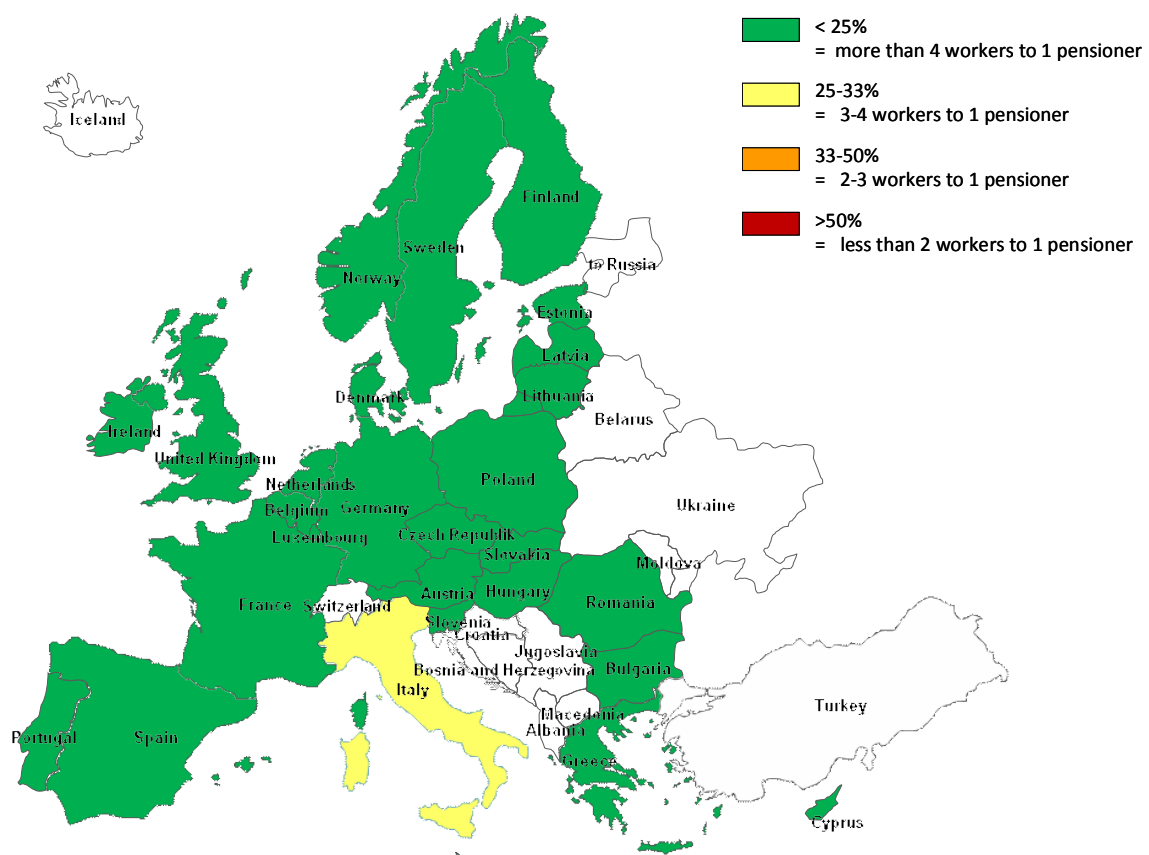 < 25%
= more than 4 workers to 1 pensioner
25-33%
= 3-4 workers to 1 pensioner
33-50%
= 2-3 workers to 1 pensioner
>50%
= less than 2 workers to 1 pensioner
Iceland
Finland
Sweden
to Russia
Norway
Estonia
Latvia
Denmark
Lithuania
Belarus
Ireland
United Kingdom
Netherlands
Poland
Belgium
Germany
Ukraine
Luxembourg
Czech Republik
Slovakia
Moldova
Austria
Hungary
France
Switzerland
Romania
Slovenia
Croatia
Jugoslavia
Bosnia and Herzegovina
Bulgaria
Italy
Macedonia
Turkey
Albania
Portugal
Spain
Greece
Cyprus